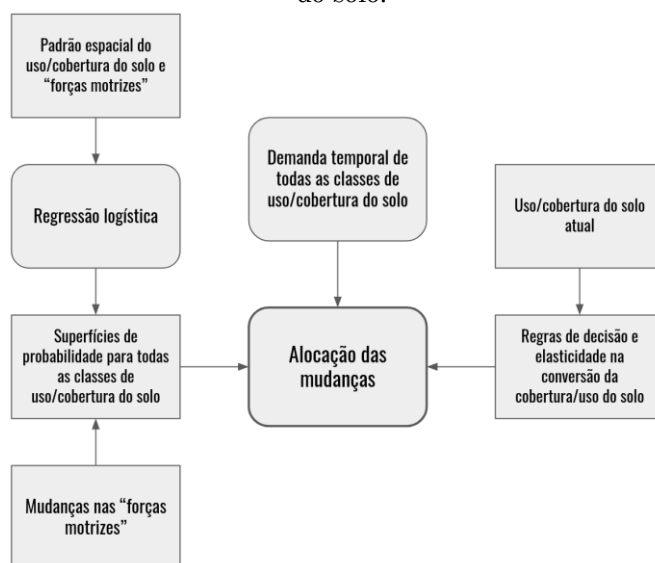 do solo.
Padrão espacial do
uso/cobertura do solo e
“forças motrizes”
Regressão logística
Superfícies de
probabilidade para todas
as classes de
uso/cobertura do solo
Mudanças nas “forças
motrizes”
Demanda temporal de
todas as classes de
uso/cobertura do solo
Alocação das
mudanças
Uso/cobertura do solo
atual
Regras de decisão e
elasticidade na
conversão da
cobertura/uso do solo